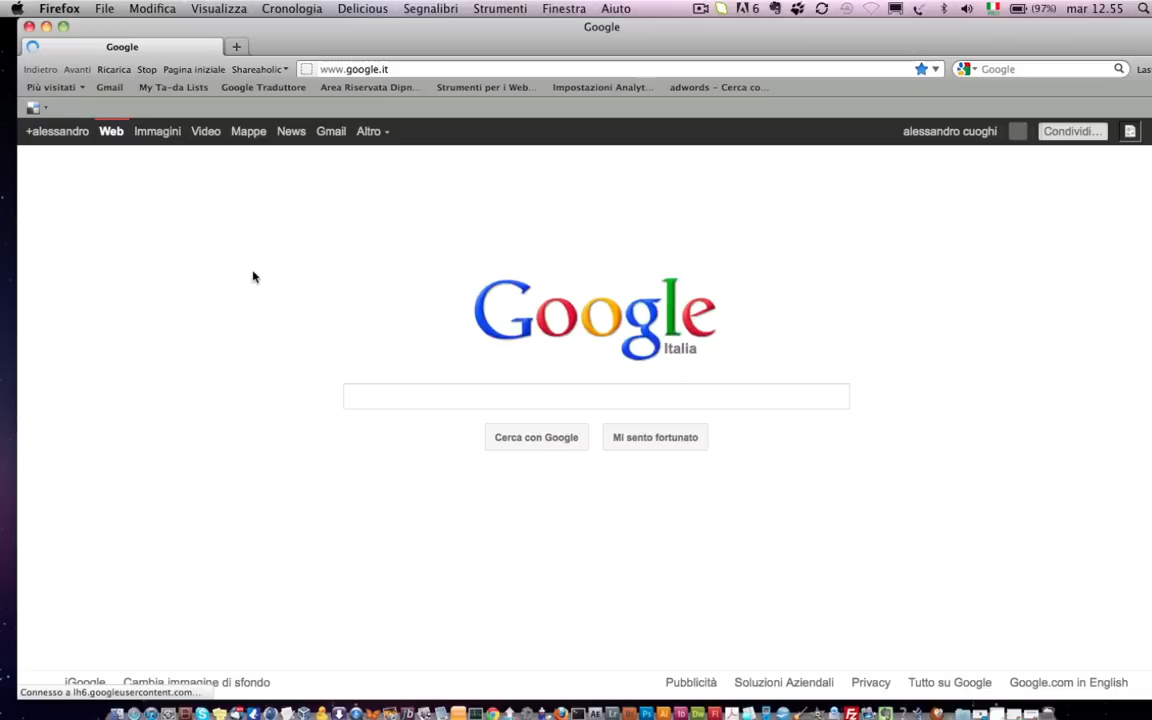 Firefox File Modifica Visualizza Cronologia Delicious Segnalibri Strumenti Finestra Aiuto 6 (97%) mar 12.55
Google
Google +
Indietro Avanti Ricarica Stop Pagina iniziale Shareaholic www.google.it Google Las
Più visitati Gmail My Ta-da Lists Google Traduttore Area Riservata Dipn... Strumenti per i Web... Impostazioni Analyt... adwords – Cerca co...
+alessandro Web Immagini Video Mappe News Gmail Altro alessandro cuoghi Condividi...
Google
Italia
Cerca con Google Mi sento fortunato
iGoogle Cambia immagine di sfondo Pubblicità Soluzioni Aziendali Privacy Tutto su Google Google.com in English
Connesso a lh6.googleusercontent.com...